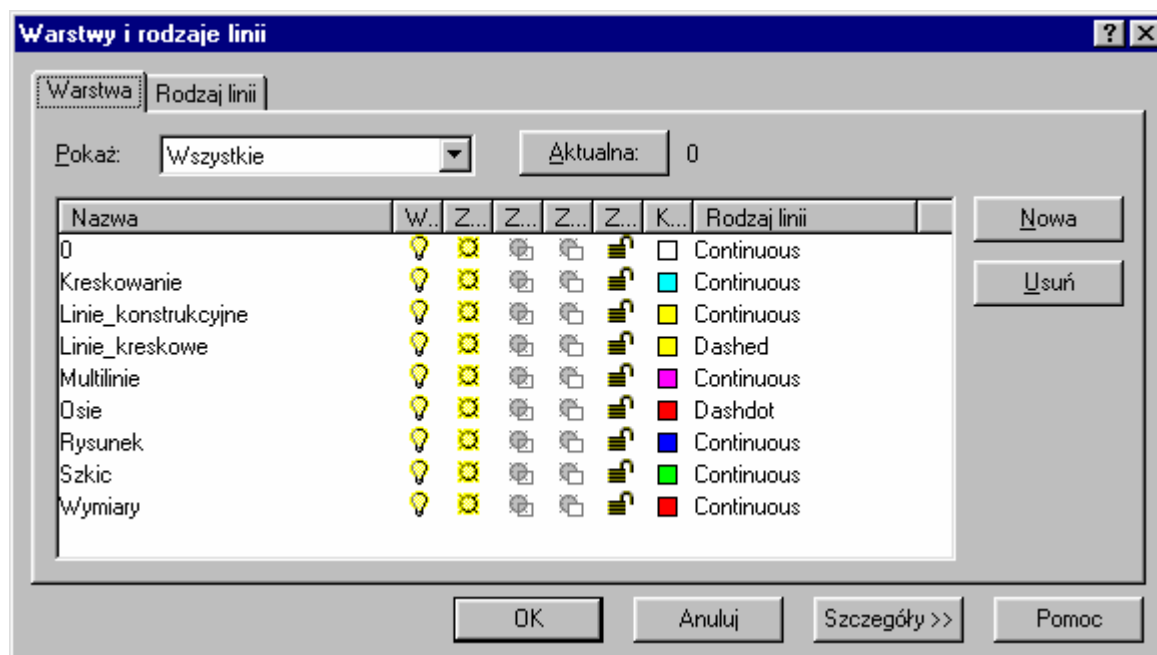 Warstwy i rodzaje linii
Warstwa Rodzaj linii
Pokaż: Wszystkie Aktualna: 0
Nazwa W.. Z... Z... Z... Z... K... Rodzaj linii
0 Continuous
Kreskowanie Continuous
Linie_konstrukcyjne Continuous
Linie_kreskowe Dashed
Multilinie Continuous
Osie Dashdot
Rysunek Continuous
Szkic Continuous
Wymiary Continuous
Nowa
Usuń
OK Anuluj Szczegóły >> Pomoc